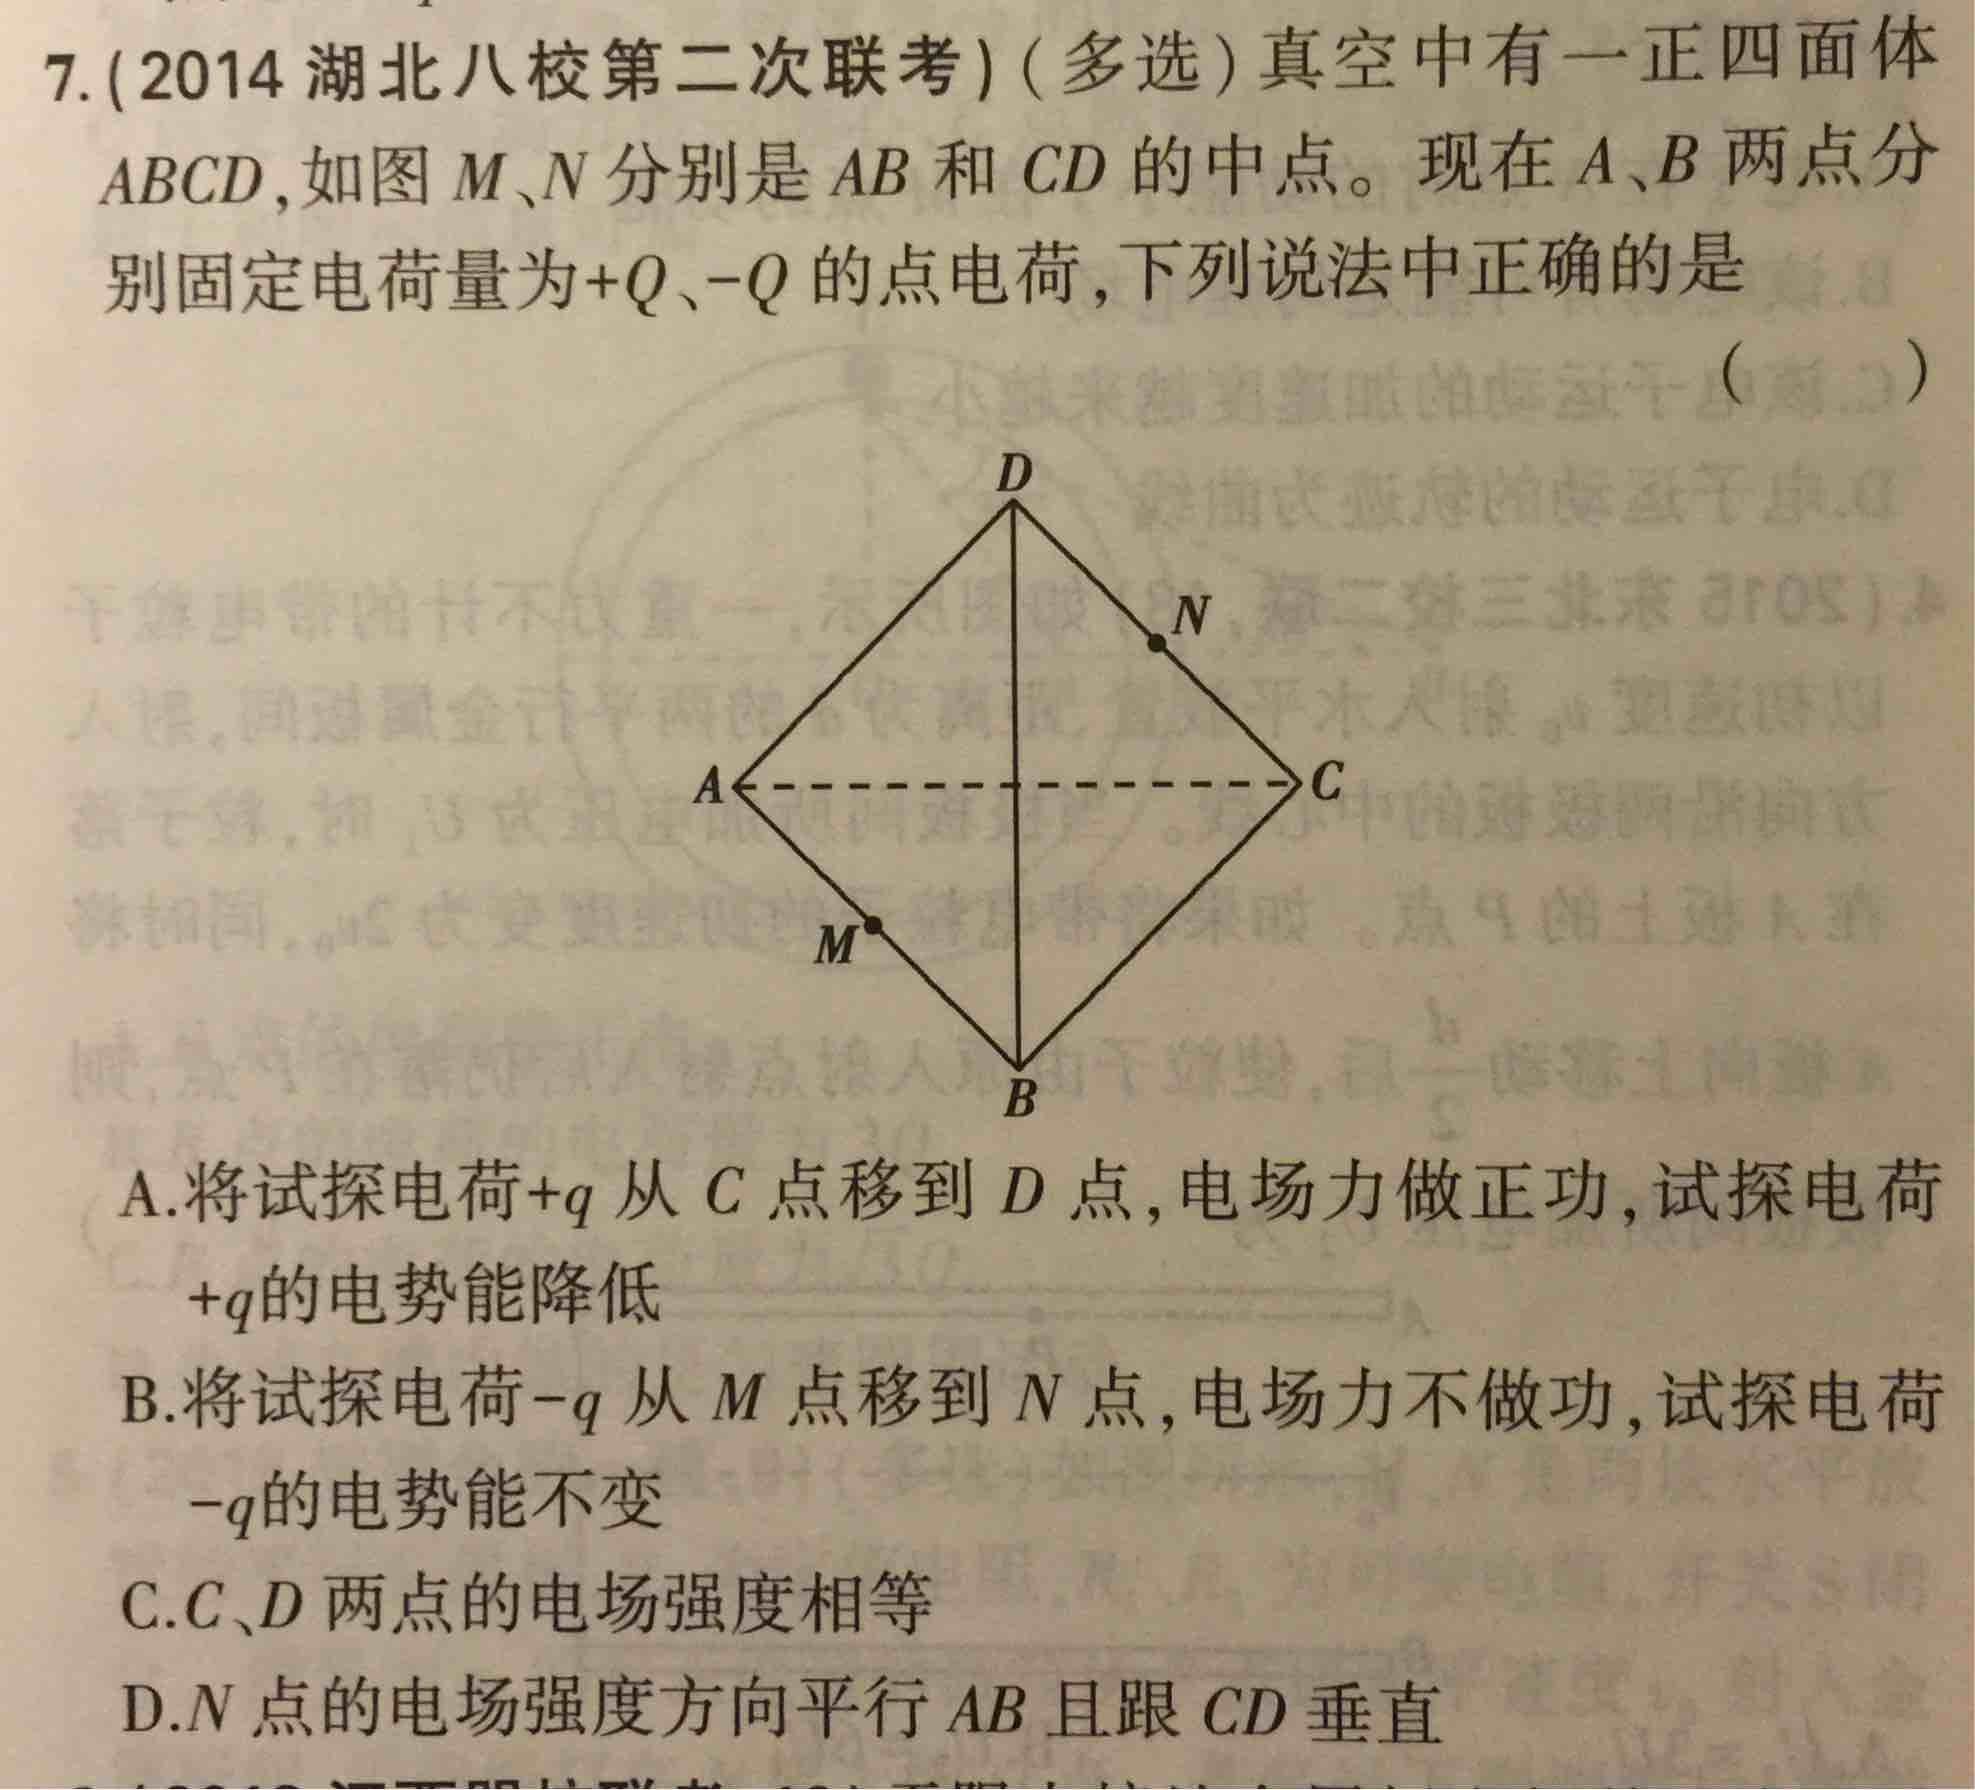 7.(2014 湖北八校第二次联考)(多选)真空中有一正四面体
ABCD,如图 M、N 分别是 AB 和 CD 的中点。现在 A、B 两点分
别固定电荷量为+Q、-Q 的点电荷,下列说法中正确的是
( )
D
N
A
C
M
B
A.将试探电荷+q 从 C 点移到 D 点,电场力做正功,试探电荷
+q的电势能降低
B.将试探电荷-q 从 M 点移到 N 点,电场力不做功,试探电荷
-q的电势能不变
C.C、D 两点的电场强度相等
D.N 点的电场强度方向平行 AB 且跟 CD 垂直